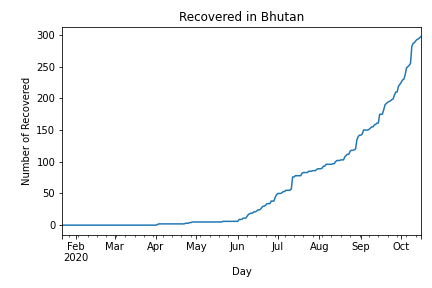 Recovered in Bhutan
Number of Recovered
300
250
200
150
100
50
0
Feb Mar Apr May Jun Jul Aug Sep Oct
2020
Day